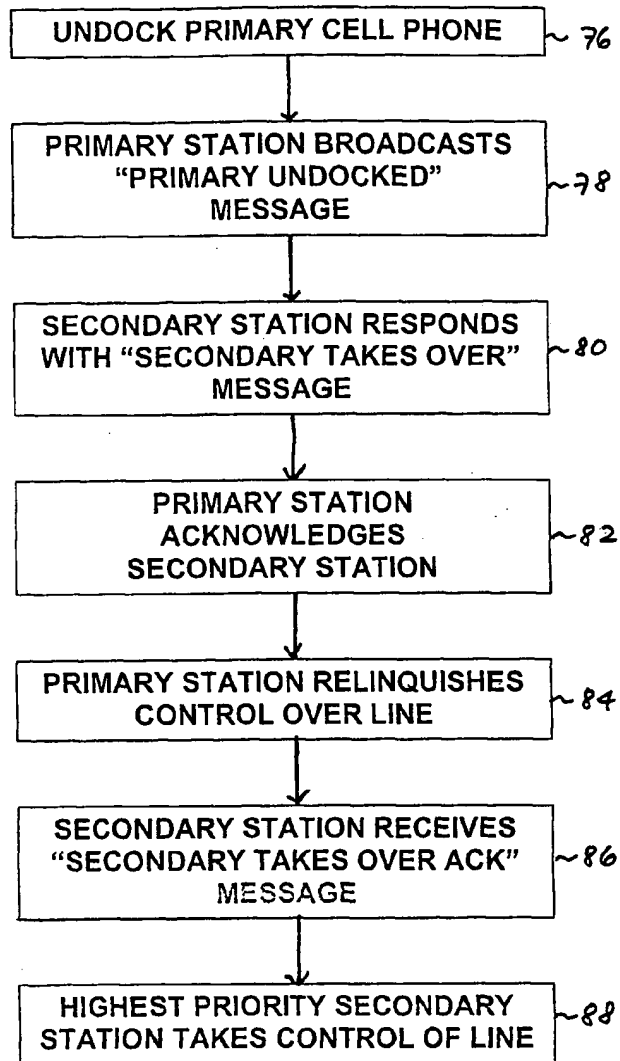 UNDOCK PRIMARY CELL PHONE ~ 76
PRIMARY STATION BROADCASTS
"PRIMARY UNDOCKED"
MESSAGE
~78
SECONDARY STATION RESPONDS
WITH "SECONDARY TAKES OVER"
MESSAGE
~80
PRIMARY STATION
ACKNOWLEDGES
SECONDARY STATION
~82
PRIMARY STATION RELINQUISHES
CONTROL OVER LINE
~84
SECONDARY STATION RECEIVES
"SECONDARY TAKES OVER ACK"
MESSAGE
~86
HIGHEST PRIORITY SECONDARY
STATION TAKES CONTROL OF LINE
~88